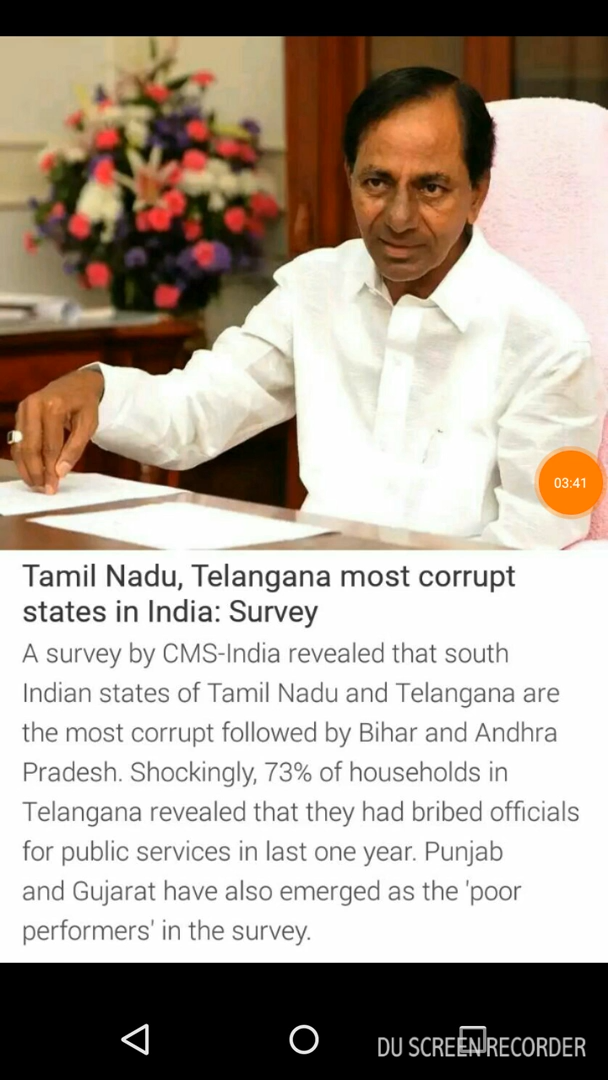 03:41
Tamil Nadu, Telangana most corrupt
states in India: Survey
A survey by CMS-India revealed that south
Indian states of Tamil Nadu and Telangana are
the most corrupt followed by Bihar and Andhra
Pradesh. Shockingly, 73% of households in
Telangana revealed that they had bribed officials
for public services in last one year. Punjab
and Gujarat have also emerged as the 'poor
performers' in the survey.
DU SCREEN RECORDER